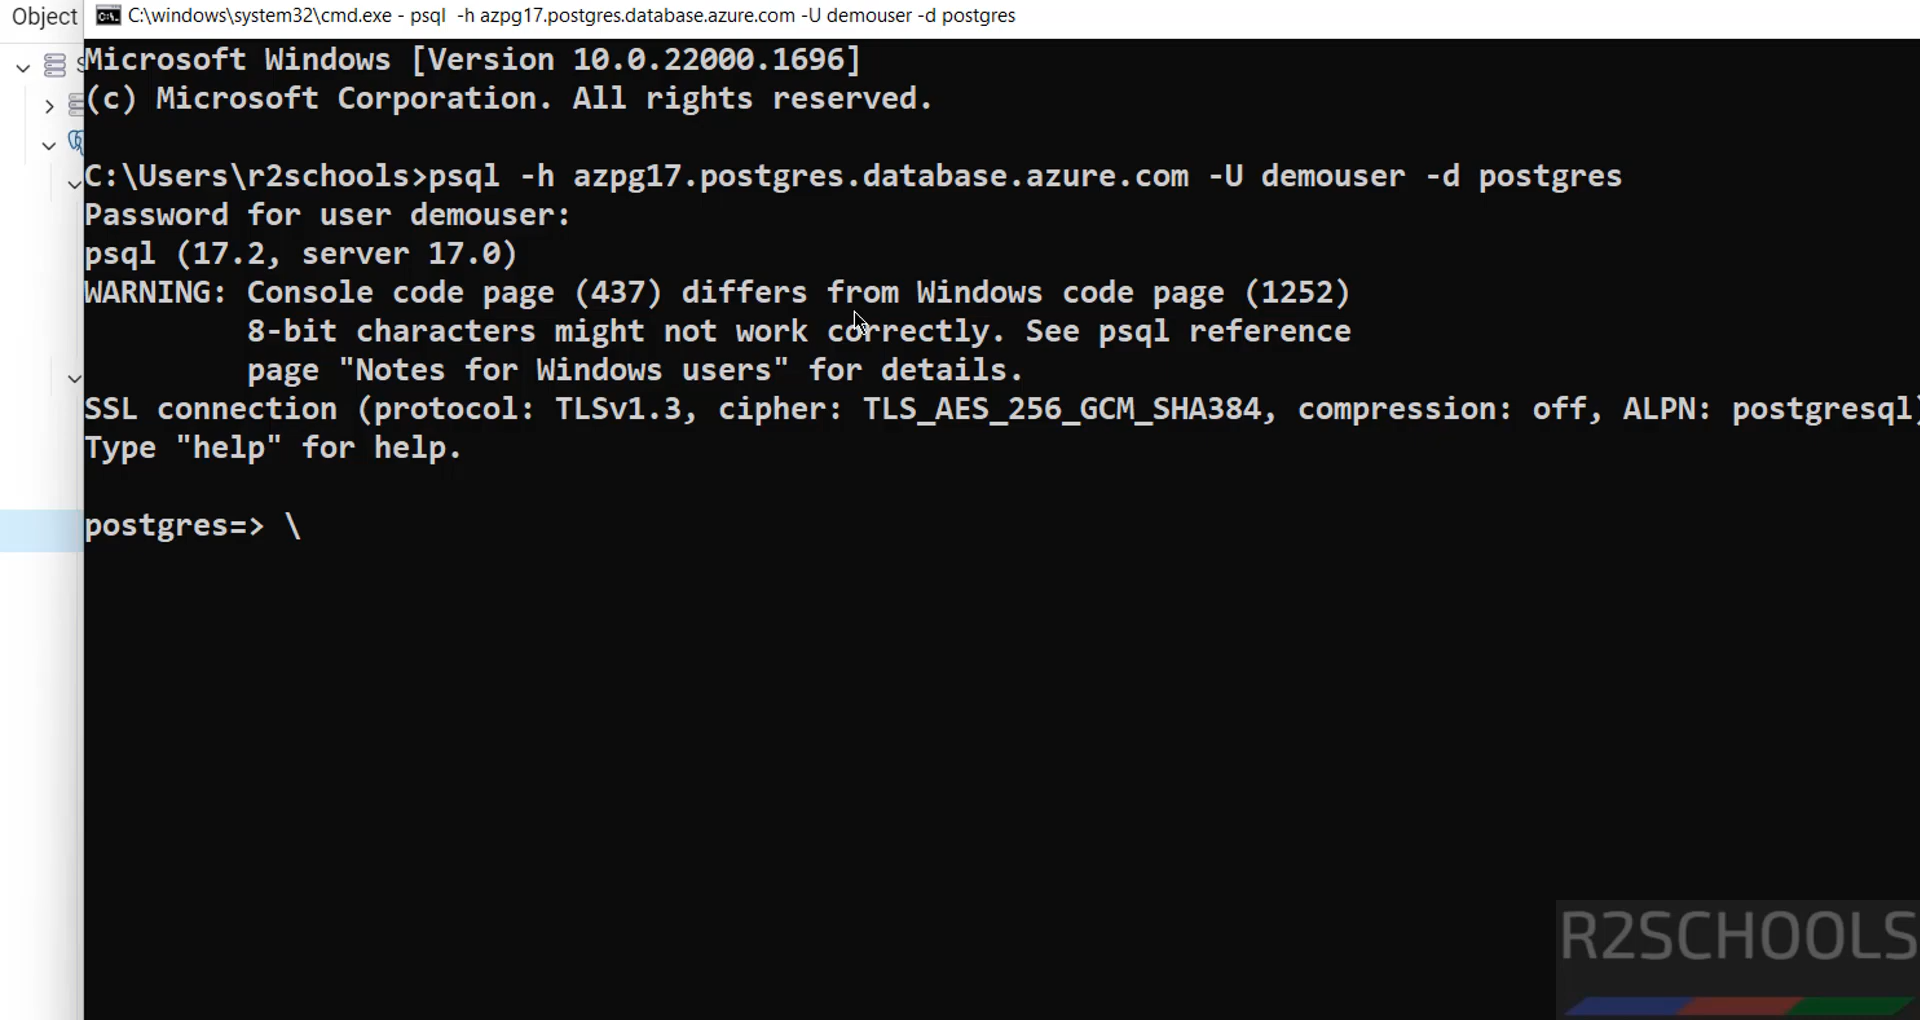 Object
C:\windows\system32\cmd.exe - psql  -h azpg17.postgres.database.azure.com -U demouser -d postgres
Microsoft Windows [Version 10.0.22000.1696]
(c) Microsoft Corporation. All rights reserved.
C:\Users\r2schools>psql -h azpg17.postgres.database.azure.com -U demouser -d postgres
Password for user demouser:
psql (17.2, server 17.0)
WARNING: Console code page (437) differs from Windows code page (1252)
         8-bit characters might not work correctly. See psql reference
         page "Notes for Windows users" for details.
SSL connection (protocol: TLSv1.3, cipher: TLS_AES_256_GCM_SHA384, compression: off, ALPN: postgresql)
Type "help" for help.
postgres=> \
R2SCHOOLS